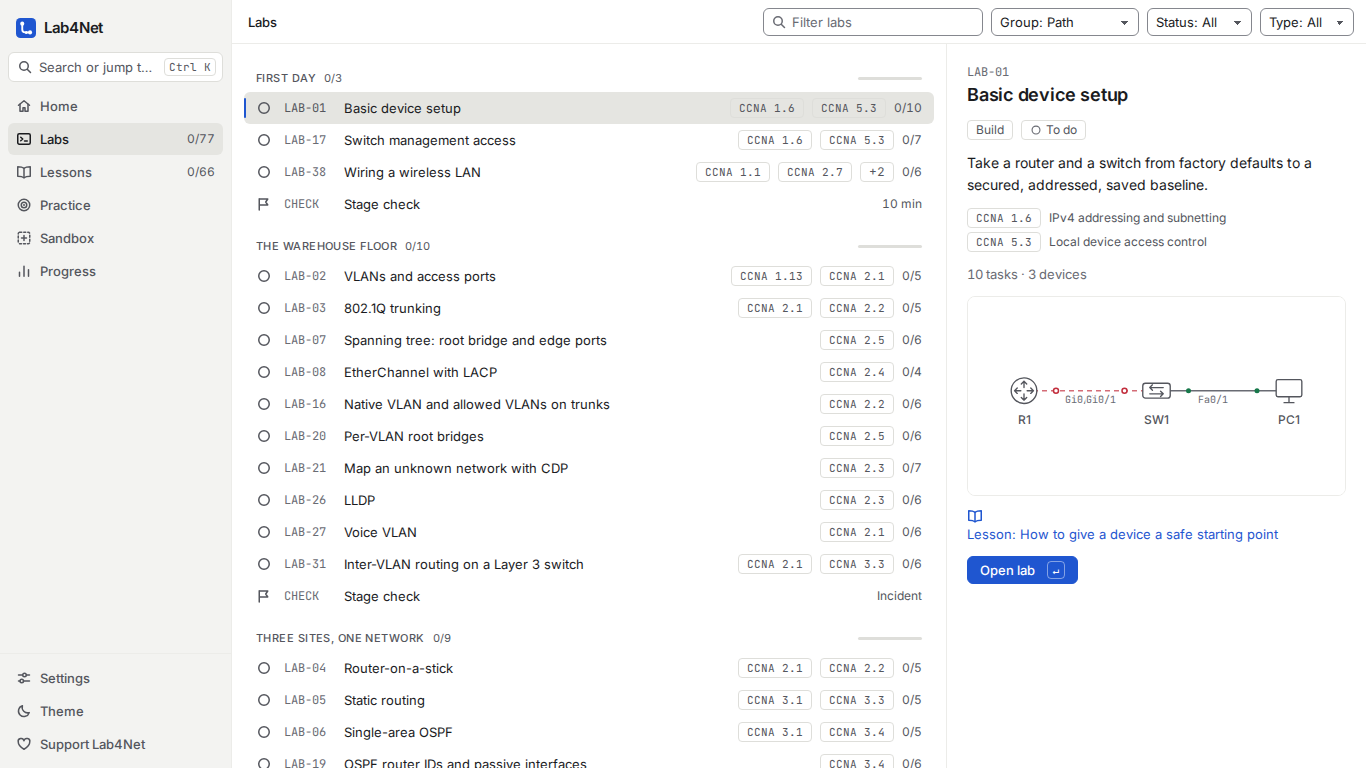 Lab4Net
Search or jump t... Ctrl K
Home
Labs 0/77
Lessons 0/66
Practice
Sandbox
Progress
Settings
Theme
Support Lab4Net
Labs
Filter labs
Group: Path
Status: All
Type: All
FIRST DAY 0/3
LAB-01 Basic device setup CCNA 1.6 CCNA 5.3 0/10
LAB-17 Switch management access CCNA 1.6 CCNA 5.3 0/7
LAB-38 Wiring a wireless LAN CCNA 1.1 CCNA 2.7 +2 0/6
CHECK Stage check 10 min
THE WAREHOUSE FLOOR 0/10
LAB-02 VLANs and access ports CCNA 1.13 CCNA 2.1 0/5
LAB-03 802.1Q trunking CCNA 2.1 CCNA 2.2 0/5
LAB-07 Spanning tree: root bridge and edge ports CCNA 2.5 0/6
LAB-08 EtherChannel with LACP CCNA 2.4 0/4
LAB-16 Native VLAN and allowed VLANs on trunks CCNA 2.2 0/6
LAB-20 Per-VLAN root bridges CCNA 2.5 0/6
LAB-21 Map an unknown network with CDP CCNA 2.3 0/7
LAB-26 LLDP CCNA 2.3 0/6
LAB-27 Voice VLAN CCNA 2.1 0/6
LAB-31 Inter-VLAN routing on a Layer 3 switch CCNA 2.1 CCNA 3.3 0/6
CHECK Stage check Incident
THREE SITES, ONE NETWORK 0/9
LAB-04 Router-on-a-stick CCNA 2.1 CCNA 2.2 0/5
LAB-05 Static routing CCNA 3.1 CCNA 3.3 0/5
LAB-06 Single-area OSPF CCNA 3.1 CCNA 3.4 0/5
LAB-19 OSPF router IDs and passive interfaces CCNA 3.4 0/6
LAB-01
Basic device setup
Build To do
Take a router and a switch from factory defaults to a
secured, addressed, saved baseline.
CCNA 1.6 IPv4 addressing and subnetting
CCNA 5.3 Local device access control
10 tasks · 3 devices
Gi0/1 Fa0/1
R1 SW1 PC1
Lesson: How to give a device a safe starting point
Open lab ↵